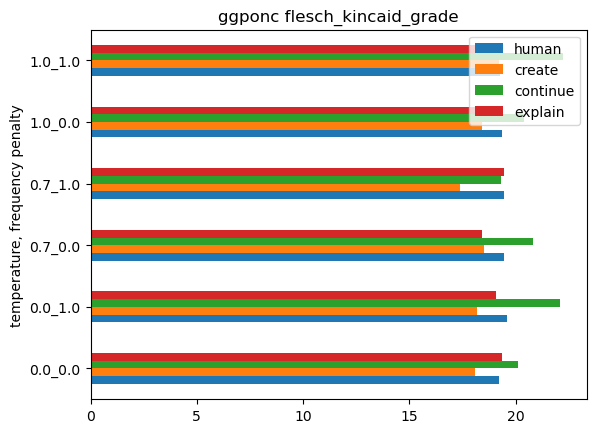 ggponc flesch_kincaid_grade
human
create
continue
explain
temperature, frequency penalty
1.0_1.0
1.0_0.0
0.7_1.0
0.7_0.0
0.0_1.0
0.0_0.0
0 5 10 15 20